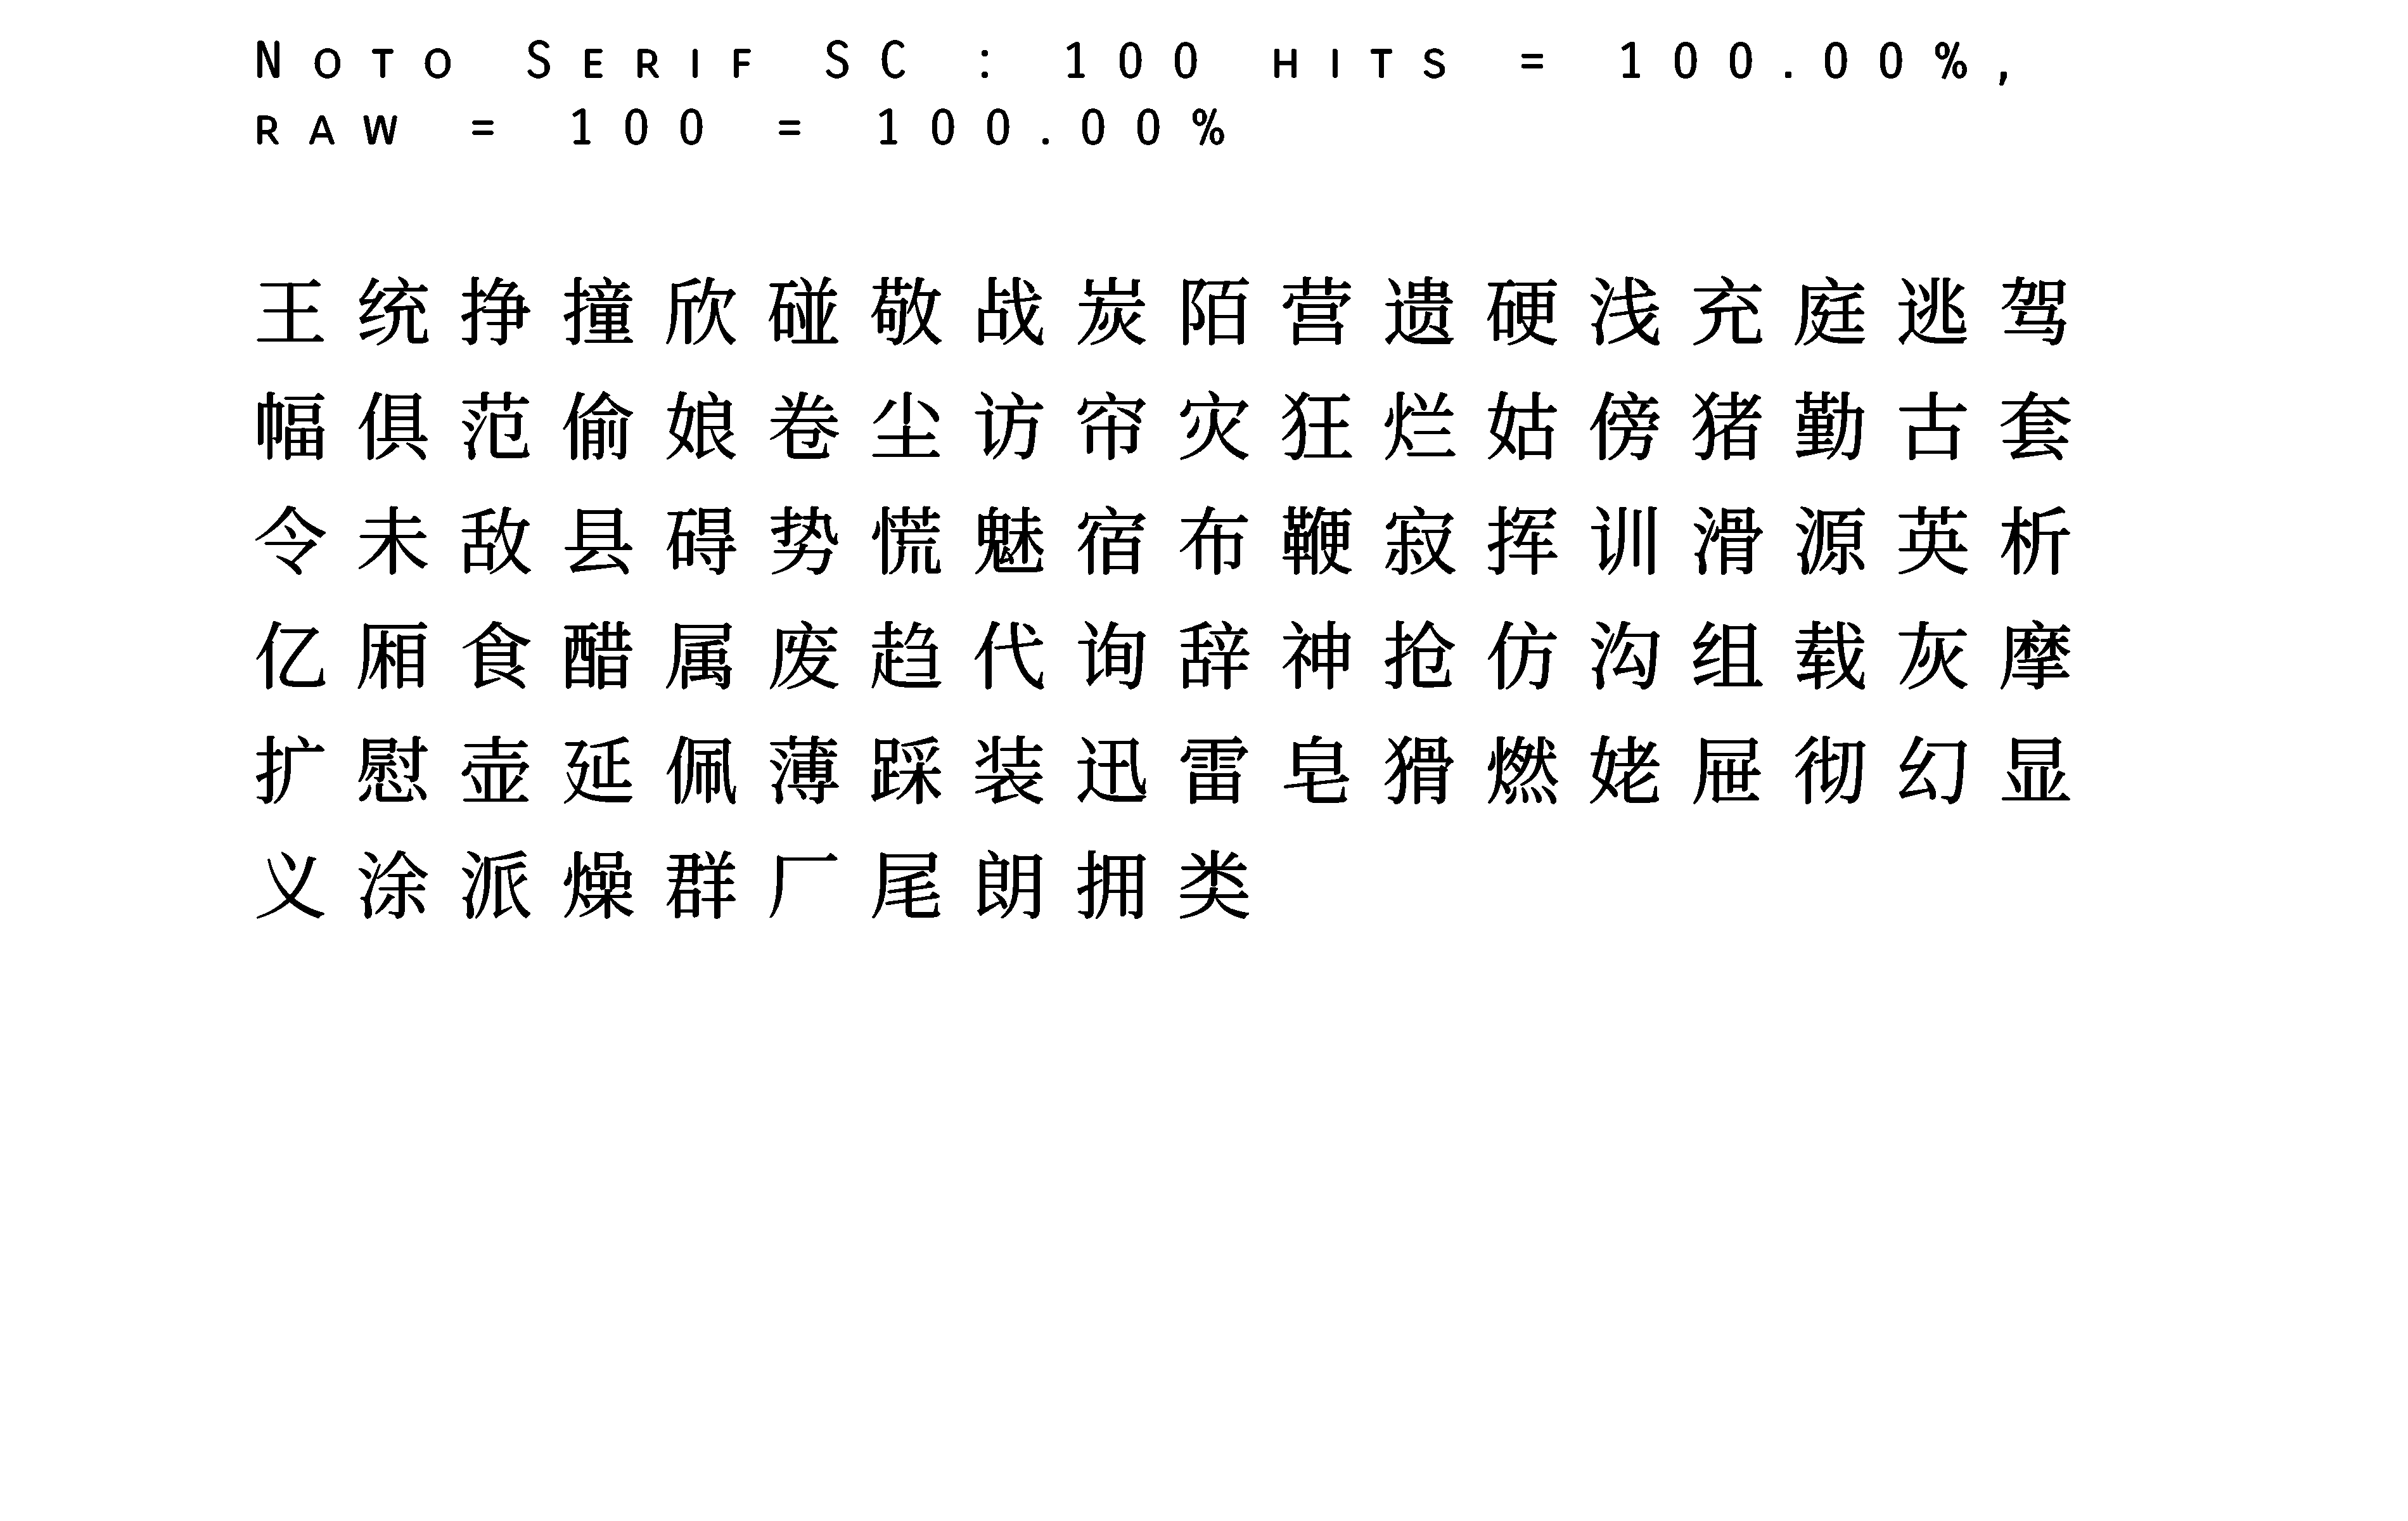 Noto Serif SC : 100 hits = 100.00%,
raw = 100 = 100.00%
王统挣撞欣碰敬战炭陌营遗硬浅充庭逃驾
幅俱范偷娘卷尘访帘灾狂烂姑傍猪勤古套
令未敌县碍势慌魅宿布鞭寂挥训滑源英析
亿厢食醋属废趋代询辞神抢仿沟组载灰摩
扩慰壶延佩薄踩装迅雷皂猾燃姥屉彻幻显
义涂派燥群厂尾朗拥类